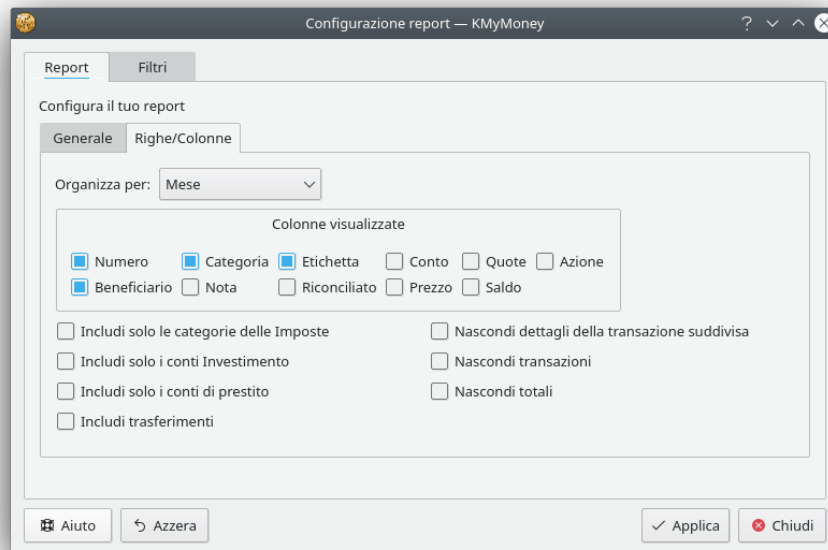 Configurazione report — KMyMoney
Report Filtri
Configura il tuo report
Generale Righe/Colonne
Organizza per: Mese
Colonne visualizzate
Numero Categoria Etichetta Conto Quote Azione
Beneficiario Nota Riconciliato Prezzo Saldo
Includi solo le categorie delle Imposte Nascondi dettagli della transazione suddivisa
Includi solo i conti Investimento Nascondi transazioni
Includi solo i conti di prestito Nascondi totali
Includi trasferimenti
Aiuto Azzera Applica Chiudi